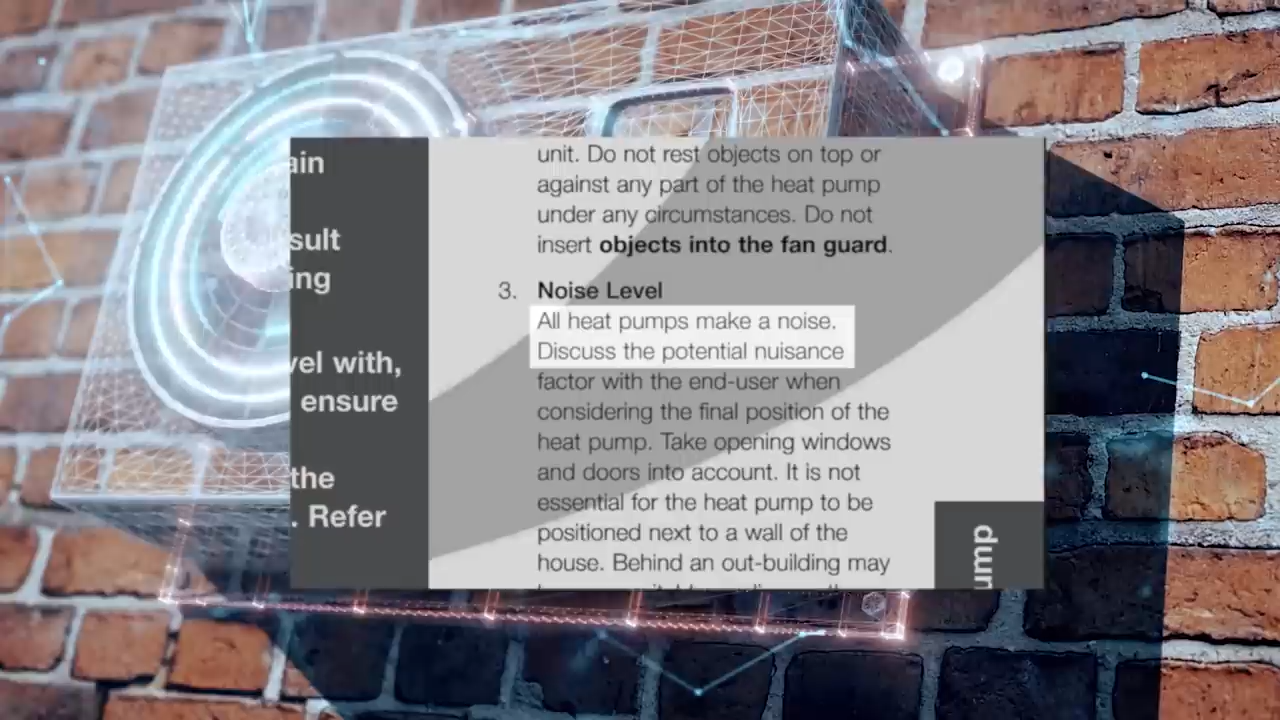 ain
sult
ing
vel with,
ensure
the
. Refer
unit. Do not rest objects on top or
against any part of the heat pump
under any circumstances. Do not
insert objects into the fan guard.
3. Noise Level
All heat pumps make a noise.
Discuss the potential nuisance
factor with the end-user when
considering the final position of the
heat pump. Take opening windows
and doors into account. It is not
essential for the heat pump to be
positioned next to a wall of the
house. Behind an out-building may
ump